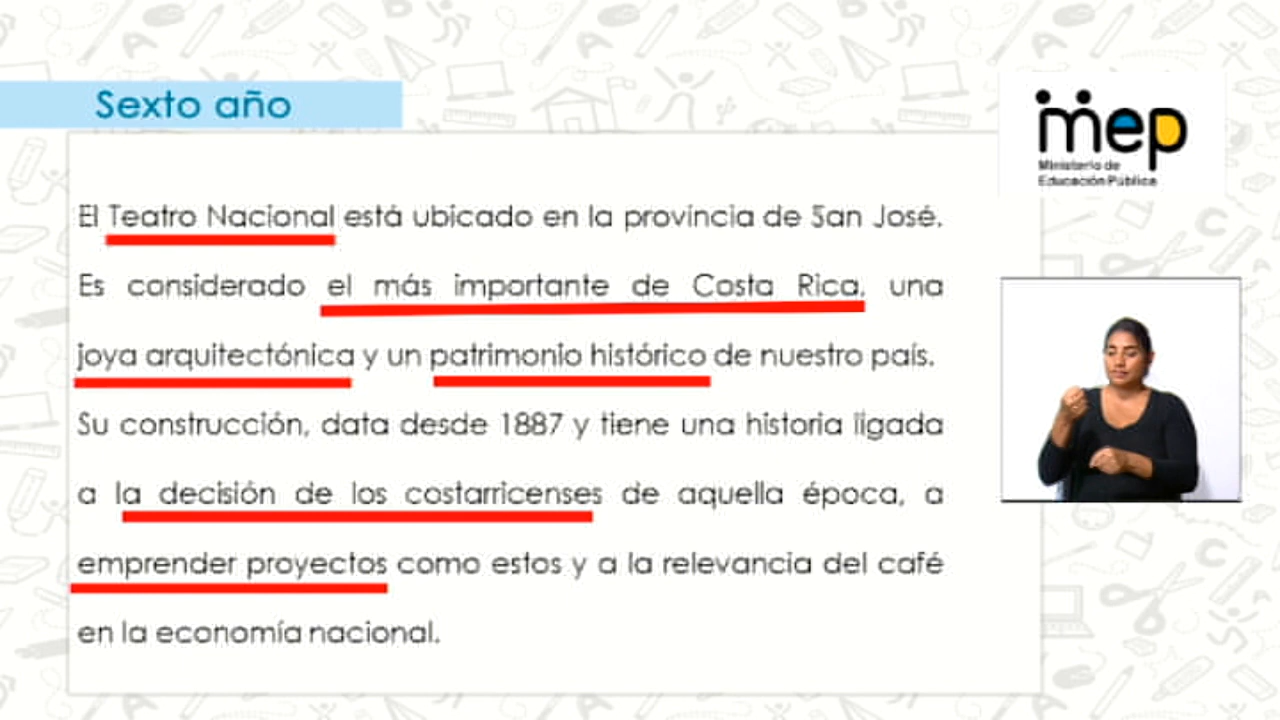 Sexto año
mep
Ministerio de
Educación Pública
El Teatro Nacional está ubicado en la provincia de San José.
Es considerado el más importante de Costa Rica, una
joya arquitectónica y un patrimonio histórico de nuestro país.
Su construcción, data desde 1887 y tiene una historia ligada
a la decisión de los costarricenses de aquella época, a
emprender proyectos como estos y a la relevancia del café
en la economía nacional.